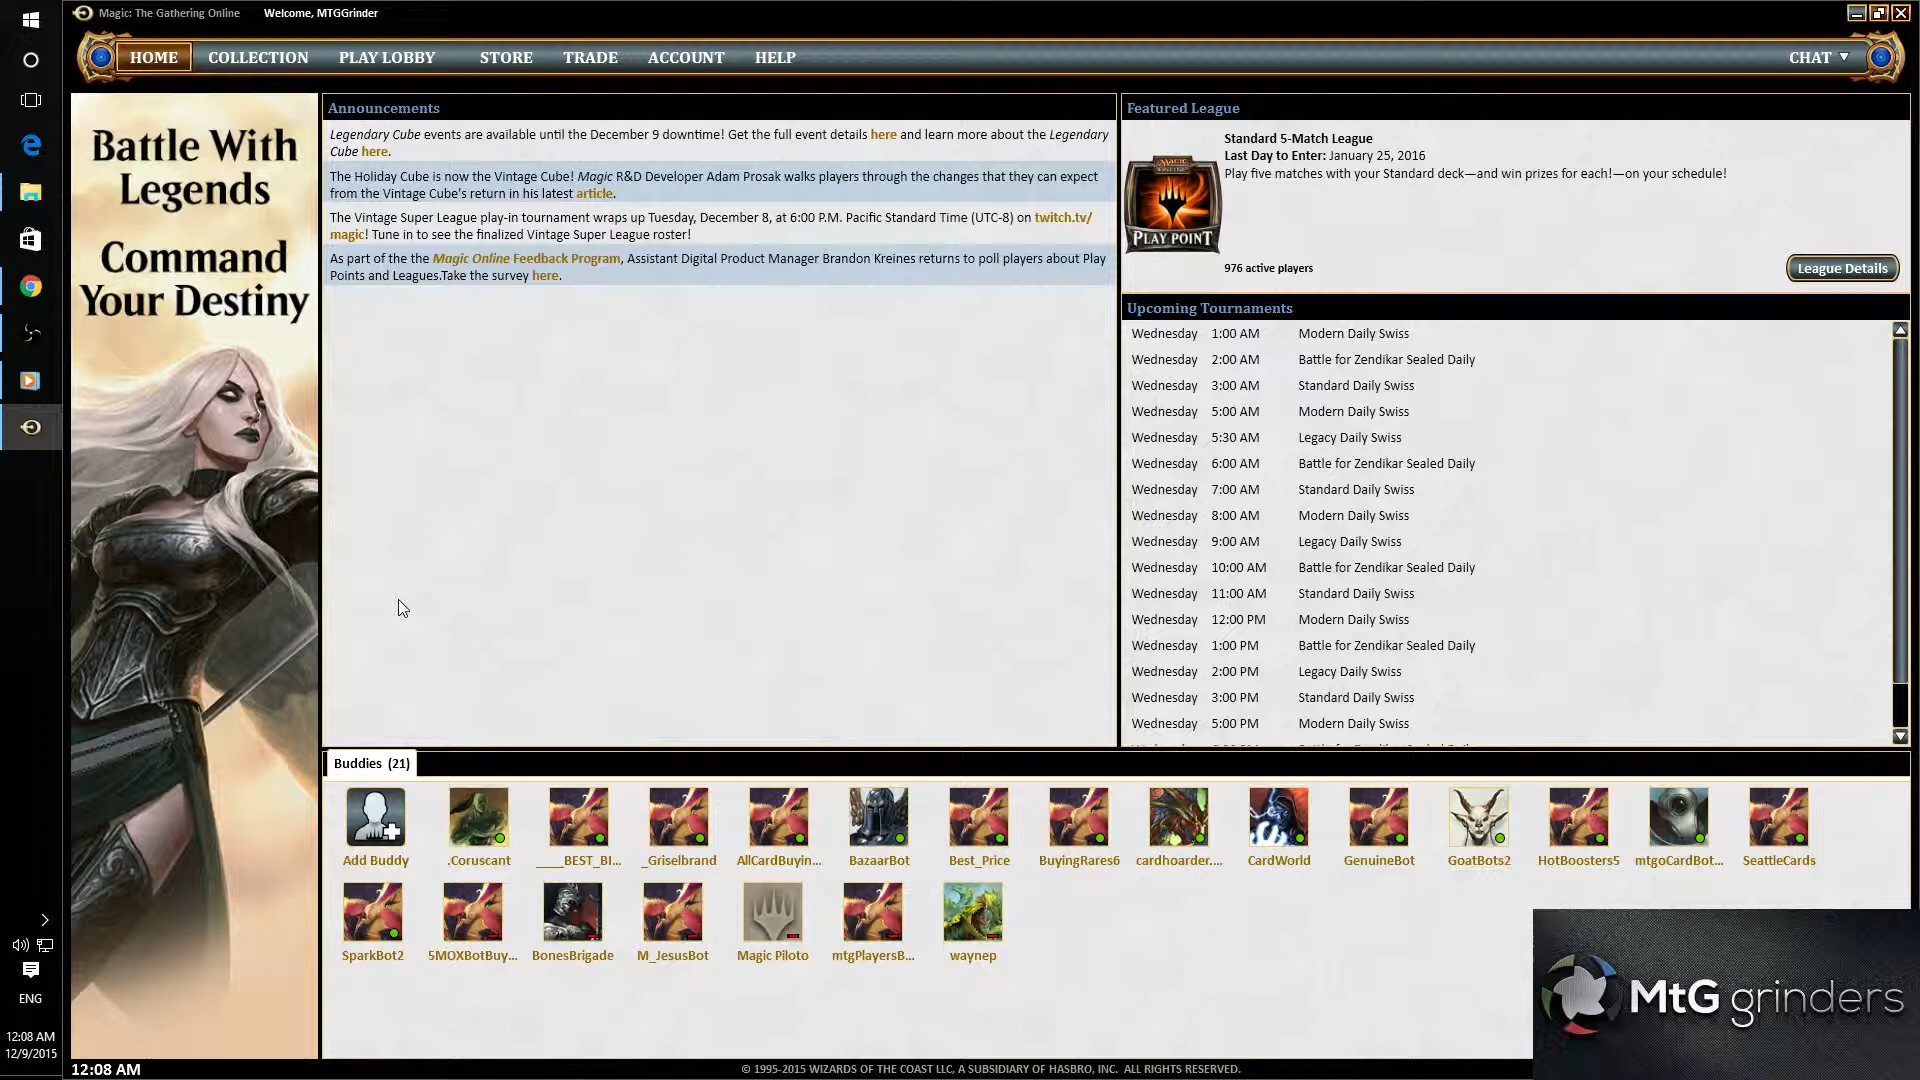 Magic: The Gathering Online
Welcome, MTGGrinder
HOME
COLLECTION
PLAY LOBBY
STORE
TRADE
ACCOUNT
HELP
CHAT
Battle With
Legends
Command
Your Destiny
Announcements
Legendary Cube events are available until the December 9 downtime! Get the full event details here and learn more about the Legendary
Cube here.
The Holiday Cube is now the Vintage Cube! Magic R&D Developer Adam Prosak walks players through the changes that they can expect
from the Vintage Cube's return in his latest article.
The Vintage Super League play-in tournament wraps up Tuesday, December 8, at 6:00 P.M. Pacific Standard Time (UTC-8) on twitch.tv/
magic! Tune in to see the finalized Vintage Super League roster!
As part of the the Magic Online Feedback Program, Assistant Digital Product Manager Brandon Kreines returns to poll players about Play
Points and Leagues.Take the survey here.
Featured League
MAGIC
PLAY POINT
Standard 5-Match League
Last Day to Enter: January 25, 2016
Play five matches with your Standard deck—and win prizes for each!—on your schedule!
976 active players
League Details
Upcoming Tournaments
Wednesday 1:00 AM Modern Daily Swiss
Wednesday 2:00 AM Battle for Zendikar Sealed Daily
Wednesday 3:00 AM Standard Daily Swiss
Wednesday 5:00 AM Modern Daily Swiss
Wednesday 5:30 AM Legacy Daily Swiss
Wednesday 6:00 AM Battle for Zendikar Sealed Daily
Wednesday 7:00 AM Standard Daily Swiss
Wednesday 8:00 AM Modern Daily Swiss
Wednesday 9:00 AM Legacy Daily Swiss
Wednesday 10:00 AM Battle for Zendikar Sealed Daily
Wednesday 11:00 AM Standard Daily Swiss
Wednesday 12:00 PM Modern Daily Swiss
Wednesday 1:00 PM Battle for Zendikar Sealed Daily
Wednesday 2:00 PM Legacy Daily Swiss
Wednesday 3:00 PM Standard Daily Swiss
Wednesday 5:00 PM Modern Daily Swiss
Buddies (21)
Add Buddy
.Coruscant
____BEST_BI...
_Griselbrand
AllCardBuyin...
BazaarBot
Best_Price
BuyingRares6
cardhoarder....
CardWorld
GenuineBot
GoatBots2
HotBoosters5
mtgoCardBot...
SeattleCards
SparkBot2
5MOXBotBuy...
BonesBrigade
M_JesusBot
Magic Piloto
mtgPlayersB...
waynep
MtG grinders
ENG
12:08 AM
12/9/2015
12:08 AM
© 1995-2015 WIZARDS OF THE COAST LLC, A SUBSIDIARY OF HASBRO, INC. ALL RIGHTS RESERVED.